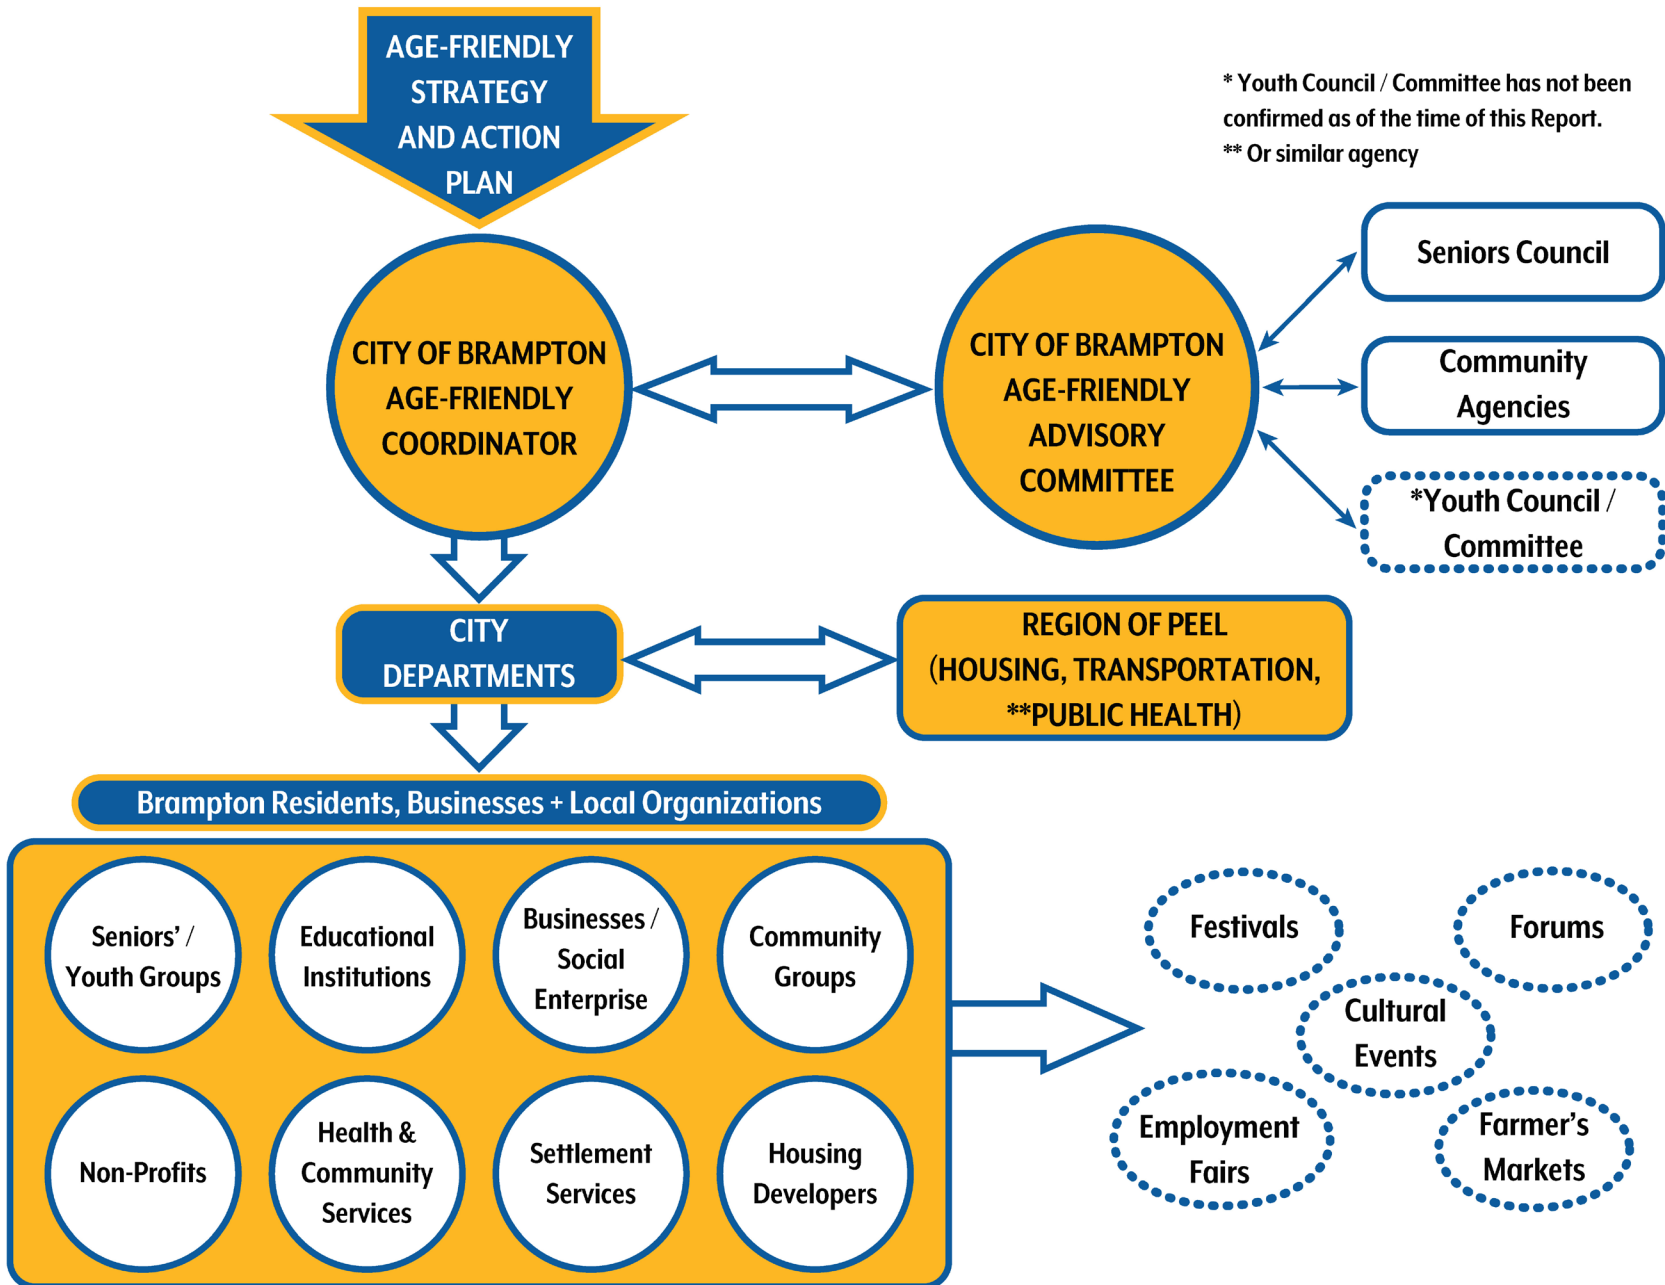 AGE-FRIENDLY
STRATEGY
AND ACTION
PLAN
* Youth Council / Committee has not been
confirmed as of the time of this Report.
** Or similar agency
CITY OF BRAMPTON
AGE-FRIENDLY
COORDINATOR
CITY OF BRAMPTON
AGE-FRIENDLY
ADVISORY
COMMITTEE
Seniors Council
Community
Agencies
*Youth Council /
Committee
CITY
DEPARTMENTS
REGION OF PEEL
(HOUSING, TRANSPORTATION,
**PUBLIC HEALTH)
Brampton Residents, Businesses + Local Organizations
Seniors’ /
Youth Groups
Educational
Institutions
Businesses /
Social
Enterprise
Community
Groups
Non-Profits
Health &
Community
Services
Settlement
Services
Housing
Developers
Festivals
Forums
Cultural
Events
Employment
Fairs
Farmer’s
Markets